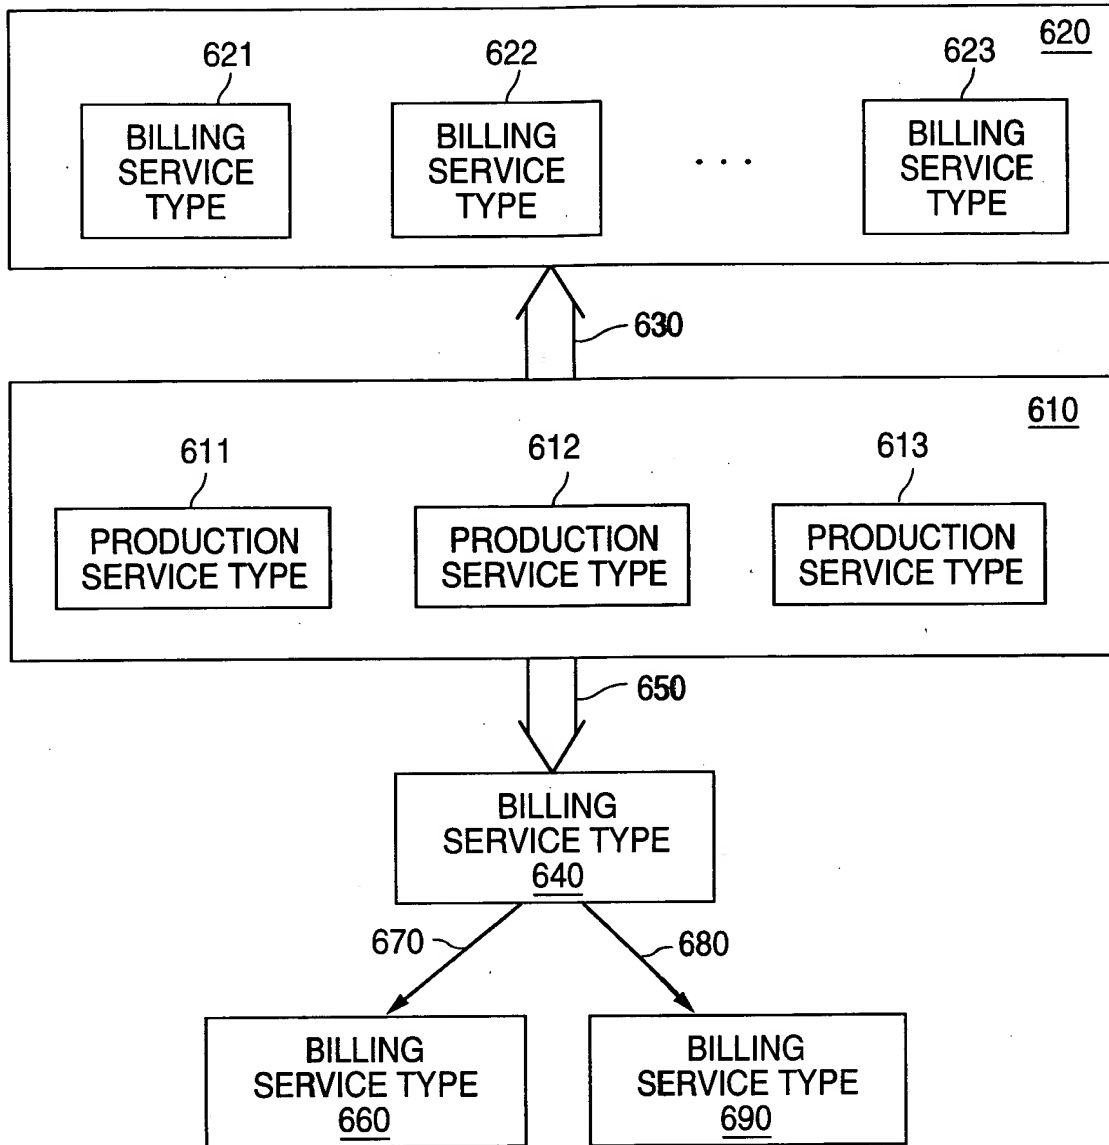 620
621
622
623
BILLING
SERVICE
TYPE
BILLING
SERVICE
TYPE
. . .
BILLING
SERVICE
TYPE
630
610
611
612
613
PRODUCTION
SERVICE TYPE
PRODUCTION
SERVICE TYPE
PRODUCTION
SERVICE TYPE
650
BILLING
SERVICE TYPE
640
670
680
BILLING
SERVICE TYPE
660
BILLING
SERVICE TYPE
690